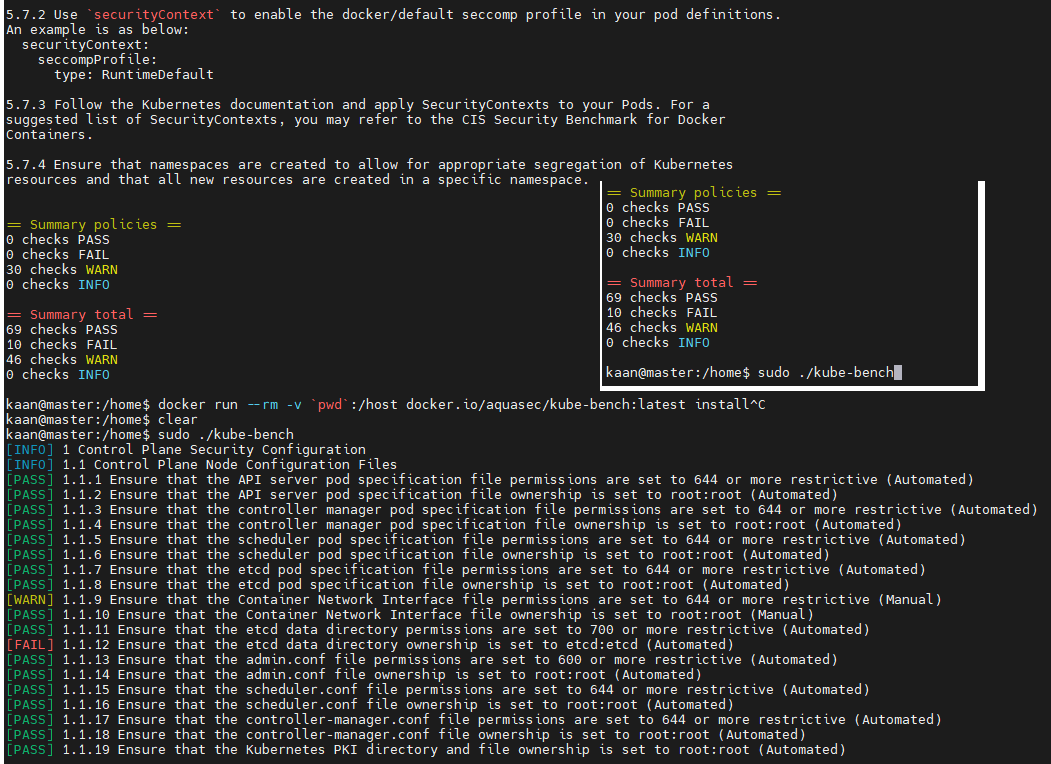 5.7.2 Use `securityContext` to enable the docker/default seccomp profile in your pod definitions.
An example is as below:
  securityContext:
    seccompProfile:
      type: RuntimeDefault
5.7.3 Follow the Kubernetes documentation and apply SecurityContexts to your Pods. For a
suggested list of SecurityContexts, you may refer to the CIS Security Benchmark for Docker
Containers.
5.7.4 Ensure that namespaces are created to allow for appropriate segregation of Kubernetes
resources and that all new resources are created in a specific namespace.
== Summary policies ==
0 checks PASS
0 checks FAIL
30 checks WARN
0 checks INFO
== Summary total ==
69 checks PASS
10 checks FAIL
46 checks WARN
0 checks INFO
== Summary policies ==
0 checks PASS
0 checks FAIL
30 checks WARN
0 checks INFO
== Summary total ==
69 checks PASS
10 checks FAIL
46 checks WARN
0 checks INFO
kaan@master:/home$ sudo ./kube-bench
kaan@master:/home$ docker run --rm -v `pwd`:/host docker.io/aquasec/kube-bench:latest install^C
kaan@master:/home$ clear
kaan@master:/home$ sudo ./kube-bench
[INFO] 1 Control Plane Security Configuration
[INFO] 1.1 Control Plane Node Configuration Files
[PASS] 1.1.1 Ensure that the API server pod specification file permissions are set to 644 or more restrictive (Automated)
[PASS] 1.1.2 Ensure that the API server pod specification file ownership is set to root:root (Automated)
[PASS] 1.1.3 Ensure that the controller manager pod specification file permissions are set to 644 or more restrictive (Automated)
[PASS] 1.1.4 Ensure that the controller manager pod specification file ownership is set to root:root (Automated)
[PASS] 1.1.5 Ensure that the scheduler pod specification file permissions are set to 644 or more restrictive (Automated)
[PASS] 1.1.6 Ensure that the scheduler pod specification file ownership is set to root:root (Automated)
[PASS] 1.1.7 Ensure that the etcd pod specification file permissions are set to 644 or more restrictive (Automated)
[PASS] 1.1.8 Ensure that the etcd pod specification file ownership is set to root:root (Automated)
[WARN] 1.1.9 Ensure that the Container Network Interface file permissions are set to 644 or more restrictive (Manual)
[PASS] 1.1.10 Ensure that the Container Network Interface file ownership is set to root:root (Manual)
[PASS] 1.1.11 Ensure that the etcd data directory permissions are set to 700 or more restrictive (Automated)
[FAIL] 1.1.12 Ensure that the etcd data directory ownership is set to etcd:etcd (Automated)
[PASS] 1.1.13 Ensure that the admin.conf file permissions are set to 600 or more restrictive (Automated)
[PASS] 1.1.14 Ensure that the admin.conf file ownership is set to root:root (Automated)
[PASS] 1.1.15 Ensure that the scheduler.conf file permissions are set to 644 or more restrictive (Automated)
[PASS] 1.1.16 Ensure that the scheduler.conf file ownership is set to root:root (Automated)
[PASS] 1.1.17 Ensure that the controller-manager.conf file permissions are set to 644 or more restrictive (Automated)
[PASS] 1.1.18 Ensure that the controller-manager.conf file ownership is set to root:root (Automated)
[PASS] 1.1.19 Ensure that the Kubernetes PKI directory and file ownership is set to root:root (Automated)